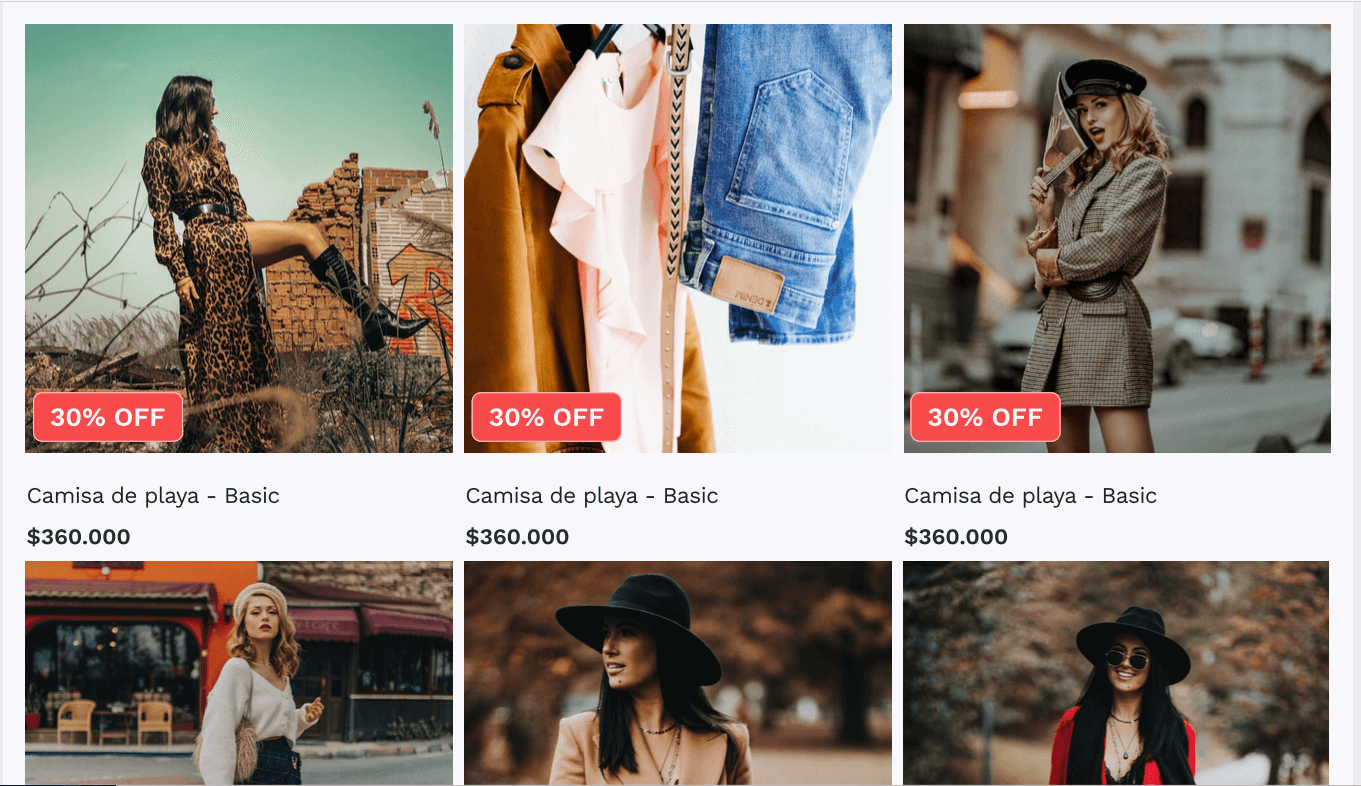 30% OFF
30% OFF
30% OFF
Camisa de playa - Basic
Camisa de playa - Basic
Camisa de playa - Basic
$360.000
$360.000
$360.000